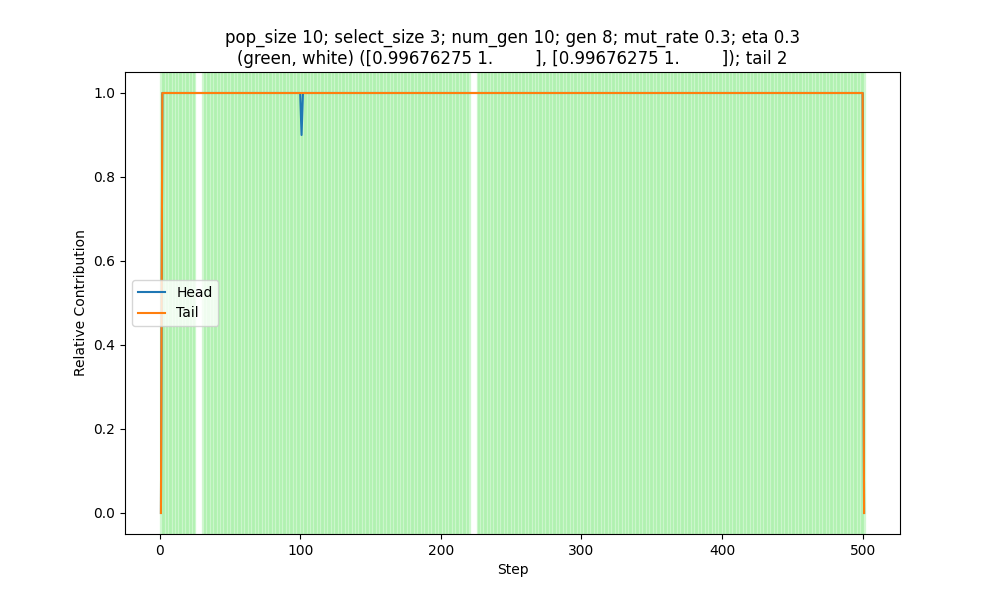 pop_size 10; select_size 3; num_gen 10; gen 8; mut_rate 0.3; eta 0.3
(green, white) ([0.99676275 1.        ], [0.99676275 1.        ]); tail 2
1.0
0.8
0.6
0.4
0.2
0.0
Relative Contribution
Head
Tail
0
100
200
300
400
500
Step